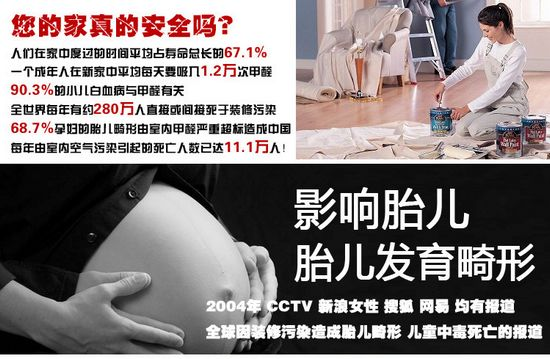 您的家真的安全吗?
人们在家中度过的时间平均占寿命总长的67.1%
一个成年人在新家中平均每天要吸入1.2万次甲醛
90.3%的小儿白血病与甲醛有关
全世界每年有约280万人直接或间接死于装修污染
68.7%孕妇的胎儿畸形由室内甲醛严重超标造成中国
每年由室内空气污染引起的死亡人数已达11.1万人!
影响胎儿
胎儿发育畸形
2004年 CCTV 新浪女性 搜狐 网易 均有报道
全球因装修污染造成胎儿畸形 儿童中毒死亡的报道